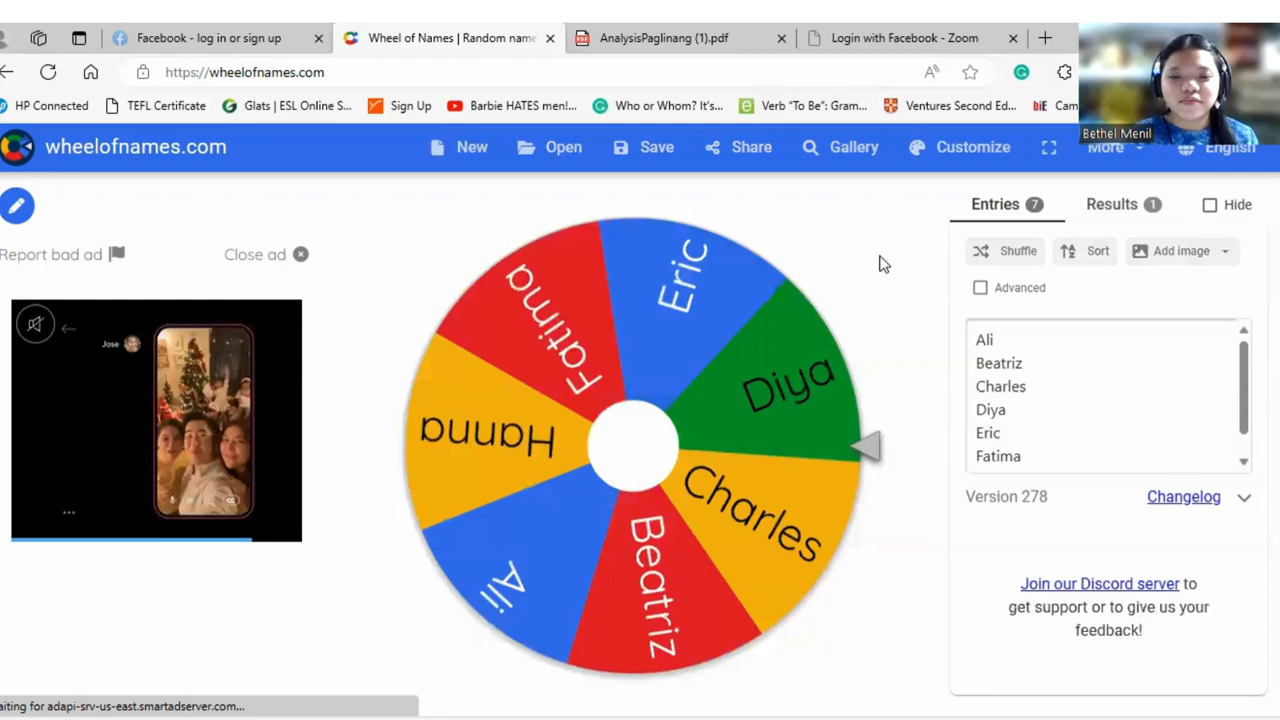 Facebook - log in or sign up
Wheel of Names | Random name
AnalysisPaglinang (1).pdf
Login with Facebook - Zoom
https://wheelofnames.com
HP Connected
TEFL Certificate
Glats | ESL Online S...
Sign Up
Barbie HATES men!...
Who or Whom? It's...
Verb "To Be": Gram...
Ventures Second Ed...
Cam
Bethel Menil
wheelofnames.com
New
Open
Save
Share
Gallery
Customize
More
English
Entries 7
Results 1
Hide
Report bad ad
Close ad
Shuffle
Sort
Add image
Advanced
Jose
Eric
Diya
Charles
Beatriz
Ali
Hanna
Fatima
Ali
Beatriz
Charles
Diya
Eric
Fatima
Version 278
Changelog
Join our Discord server to
get support or to give us your
feedback!
aiting for adapi-srv-us-east.smartadserver.com...